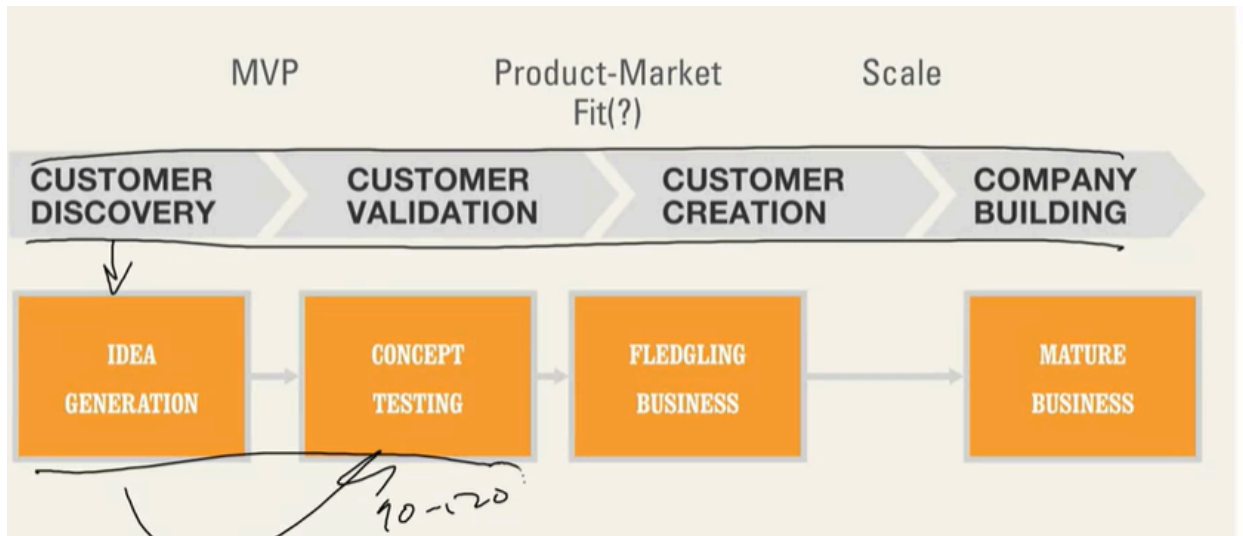 MVP
Product-Market
Fit(?)
Scale
CUSTOMER
DISCOVERY
CUSTOMER
VALIDATION
CUSTOMER
CREATION
COMPANY
BUILDING
IDEA
GENERATION
CONCEPT
TESTING
FLEDGLING
BUSINESS
MATURE
BUSINESS
90-120